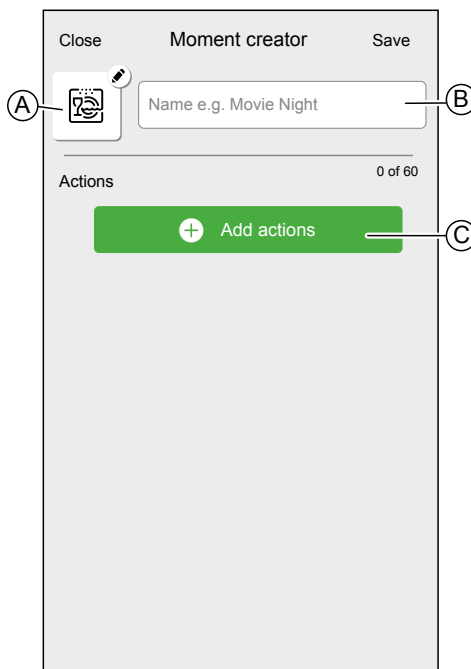 Close Moment creator Save
A
Name e.g. Movie Night
B
0 of 60
Actions
Add actions
C